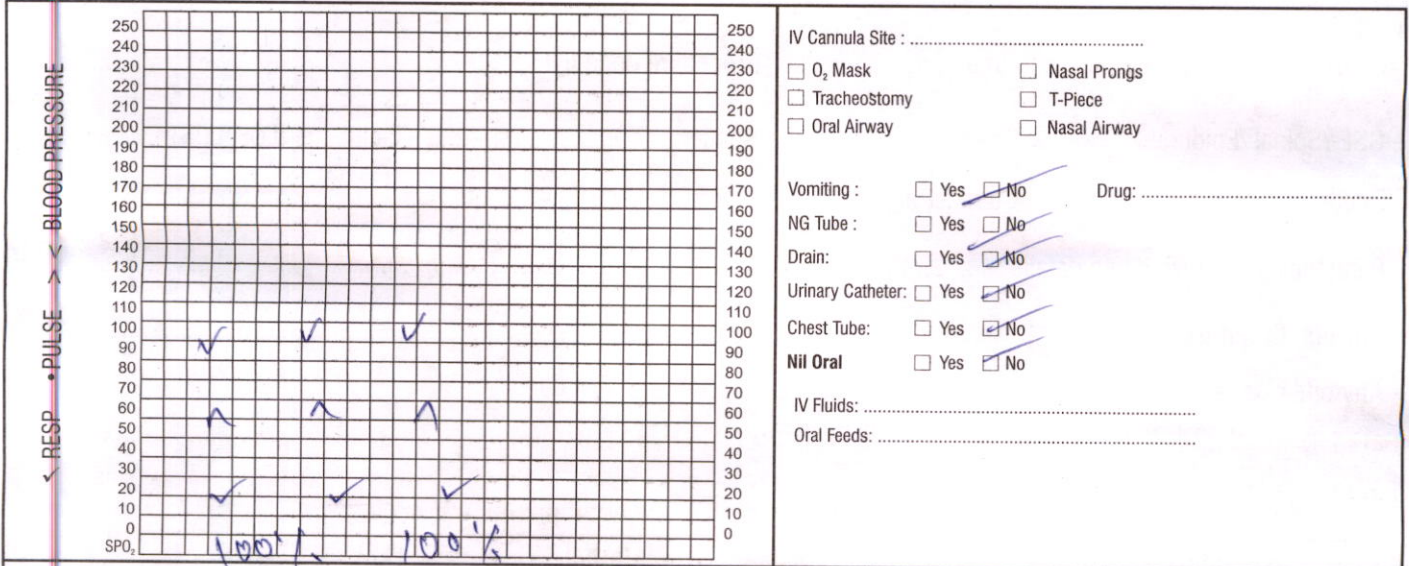 ✓ RESP • PULSE > < BLOOD PRESSURE
250 250
240 240
230 230
220 220
210 210
200 200
190 190
180 180
170 170
160 160
150 150
140 140
130 130
120 120
110 110
100 100
90 90
80 80
70 70
60 60
50 50
40 40
30 30
20 20
10 10
0 0
SPO₂ 100% 100%
IV Cannula Site : ................................................
☐ O₂ Mask ☐ Nasal Prongs
☐ Tracheostomy ☐ T-Piece
☐ Oral Airway ☐ Nasal Airway
Vomiting : ☐ Yes ☑ No Drug: ................................................
NG Tube : ☐ Yes ☑ No
Drain: ☐ Yes ☑ No
Urinary Catheter: ☐ Yes ☑ No
Chest Tube: ☐ Yes ☑ No
Nil Oral ☐ Yes ☑ No
IV Fluids: ................................................
Oral Feeds: ................................................